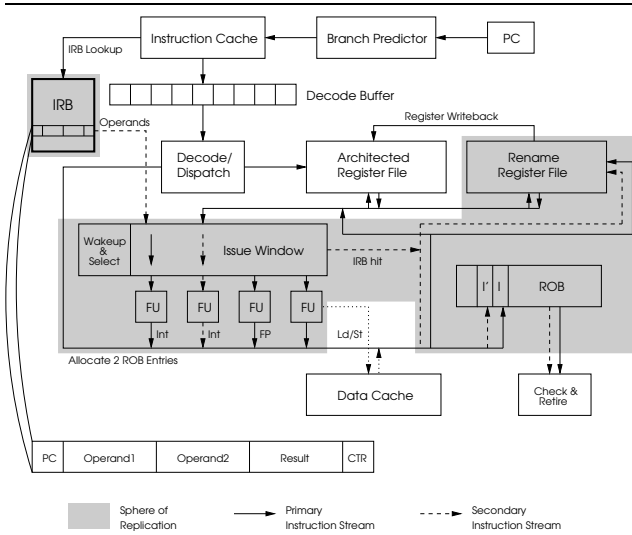 Instruction Cache
Branch Predictor
PC
IRB Lookup
IRB
Decode Buffer
Operands
Register Writeback
Decode/
Dispatch
Architected
Register File
Rename
Register File
Wakeup
&
Select
Issue Window
IRB hit
I'
I
ROB
FU
FU
FU
FU
Int
Int
FP
Ld/St
Allocate 2 ROB Entries
Data Cache
Check &
Retire
PC
Operand1
Operand2
Result
CTR
Sphere of
Replication
Primary
Instruction Stream
Secondary
Instruction Stream